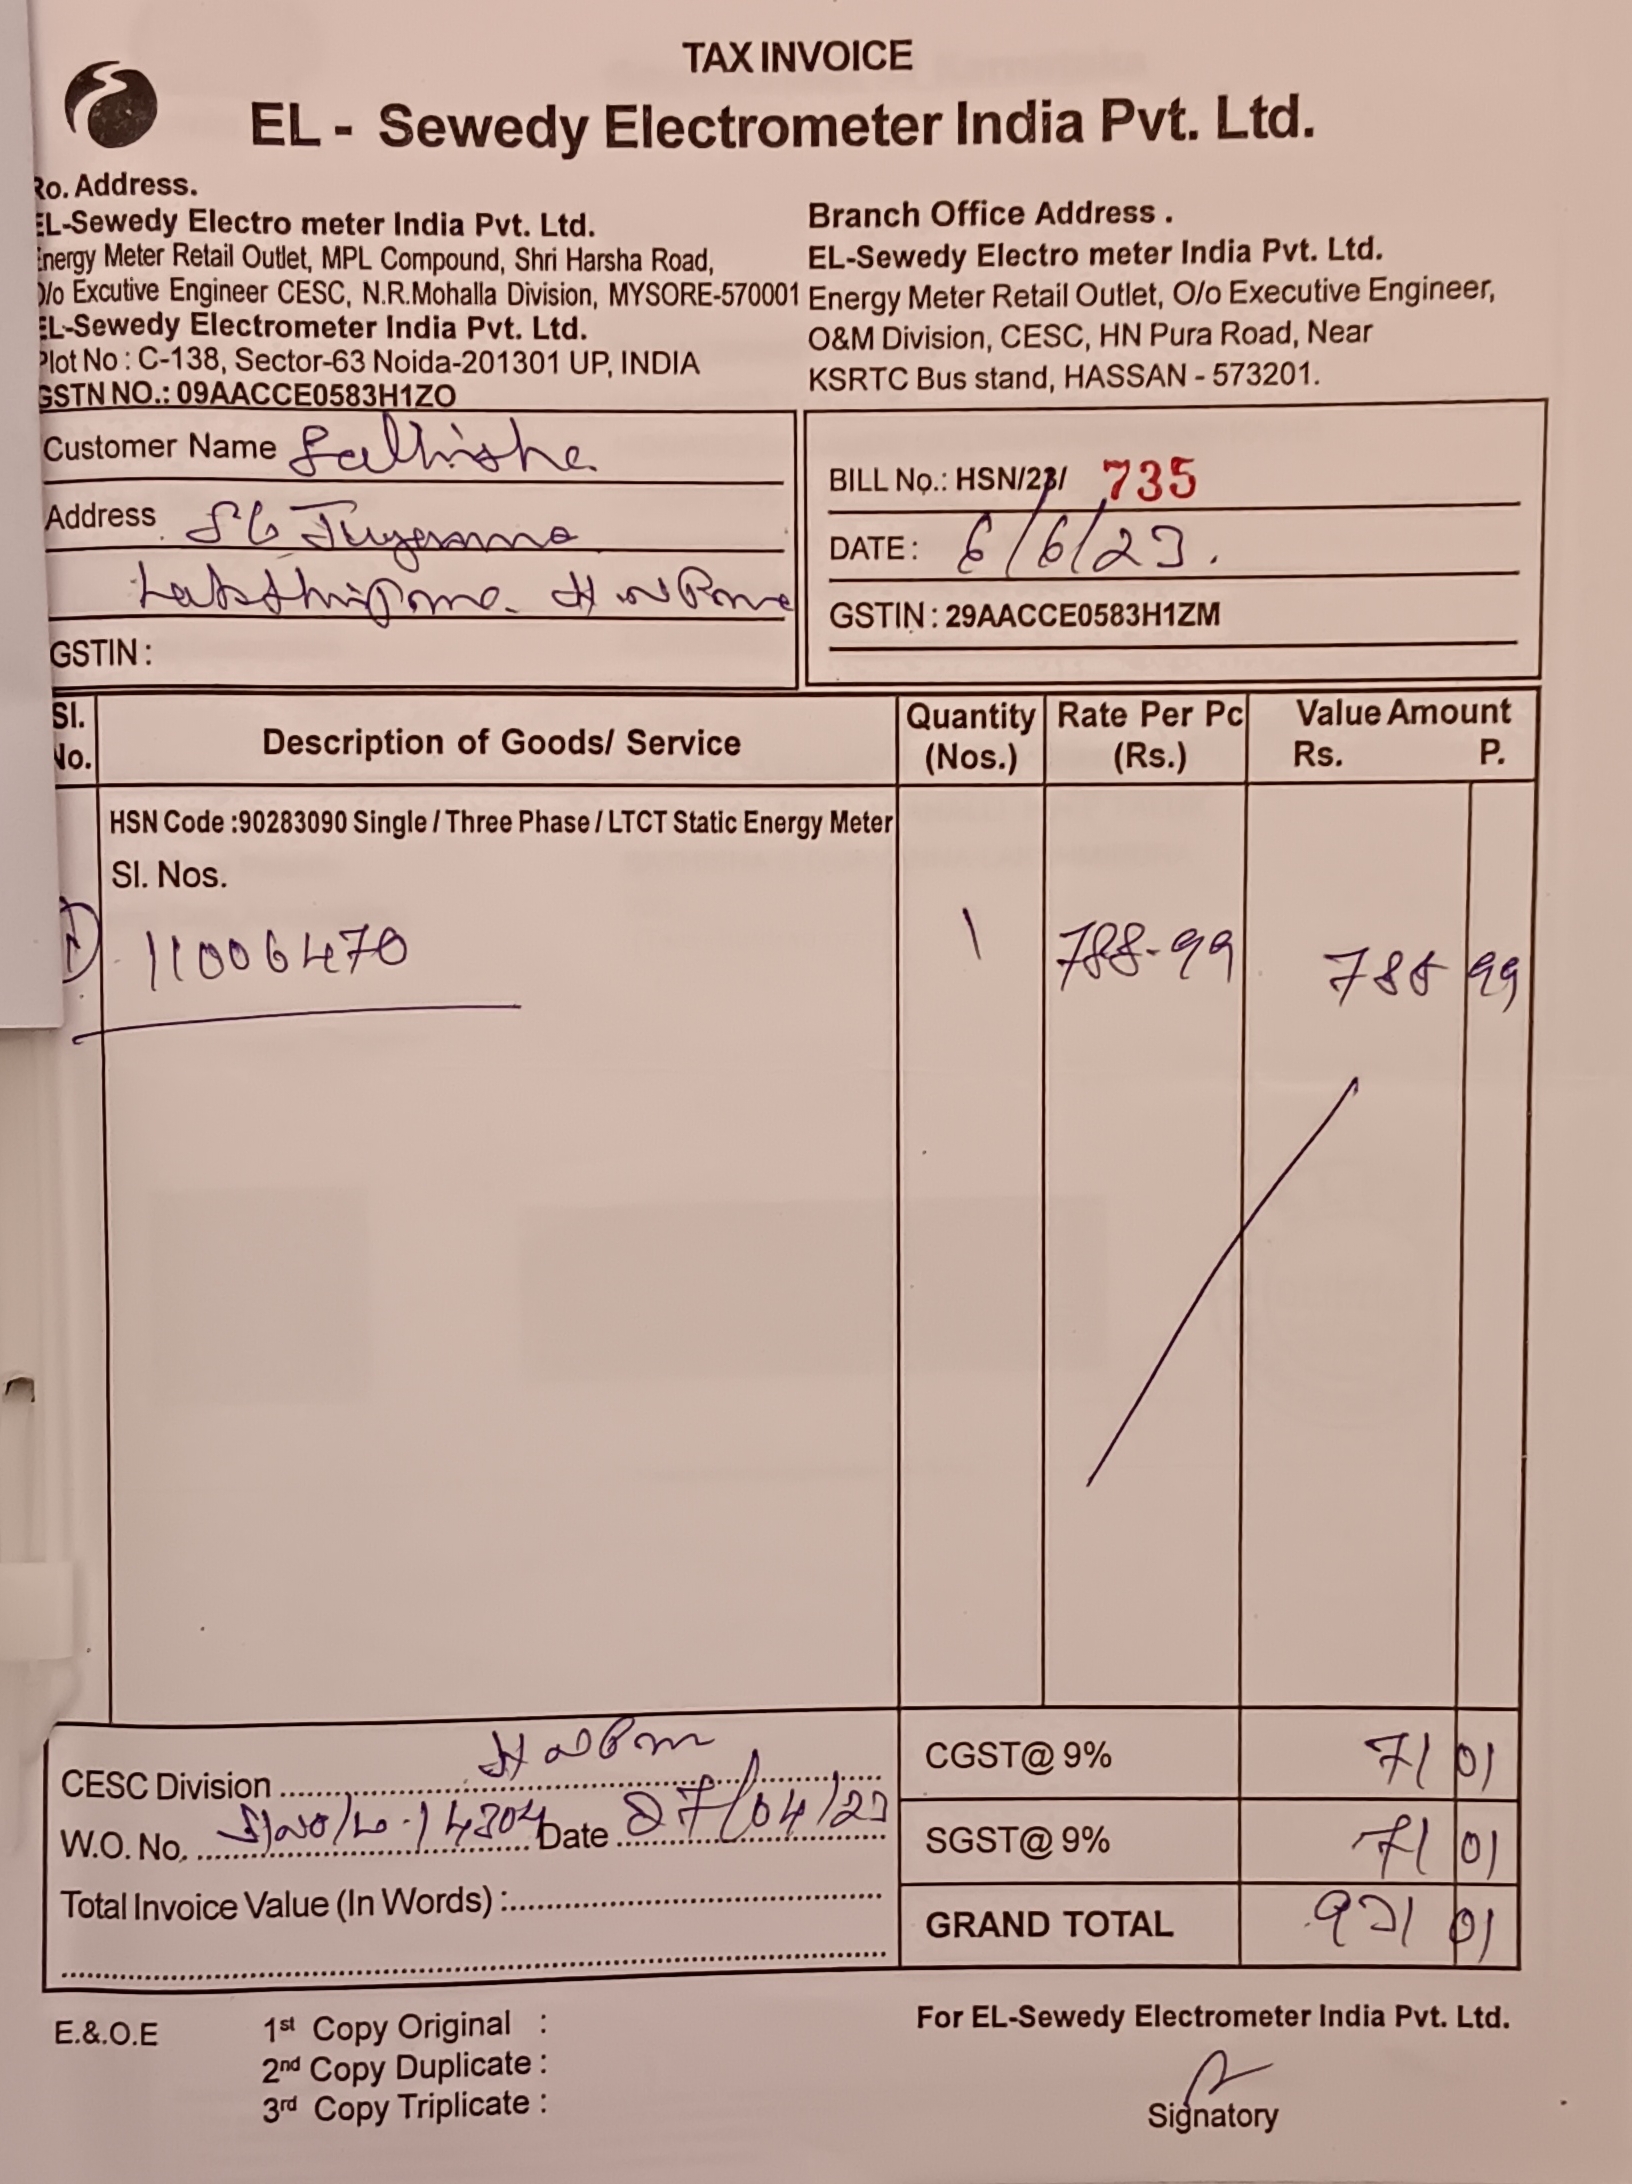 TAX INVOICE
EL - Sewedy Electrometer India Pvt. Ltd.
Ro. Address.
EL-Sewedy Electro meter India Pvt. Ltd.
Energy Meter Retail Outlet, MPL Compound, Shri Harsha Road,
O/o Excutive Engineer CESC, N.R.Mohalla Division, MYSORE-570001
EL-Sewedy Electrometer India Pvt. Ltd.
Plot No : C-138, Sector-63 Noida-201301 UP, INDIA
GSTN NO.: 09AACCE0583H1ZO
Branch Office Address .
EL-Sewedy Electro meter India Pvt. Ltd.
Energy Meter Retail Outlet, O/o Executive Engineer,
O&M Division, CESC, HN Pura Road, Near
KSRTC Bus stand, HASSAN - 573201.
Customer Name
Address
GSTIN :
BILL No.: HSN/23/ 735
DATE : 6/6/23.
GSTIN : 29AACCE0583H1ZM
Sl. No. Description of Goods/ Service Quantity (Nos.) Rate Per Pc (Rs.) Value Amount Rs. P.
HSN Code :90283090 Single / Three Phase / LTCT Static Energy Meter
Sl. Nos.
1) 11006470 1 788-99 788 99
CESC Division
W.O. No. Date 27/04/23
Total Invoice Value (In Words) :
CGST@ 9% 71 01
SGST@ 9% 71 01
GRAND TOTAL 931 01
E.&.O.E
1st Copy Original :
2nd Copy Duplicate :
3rd Copy Triplicate :
For EL-Sewedy Electrometer India Pvt. Ltd.
Signatory